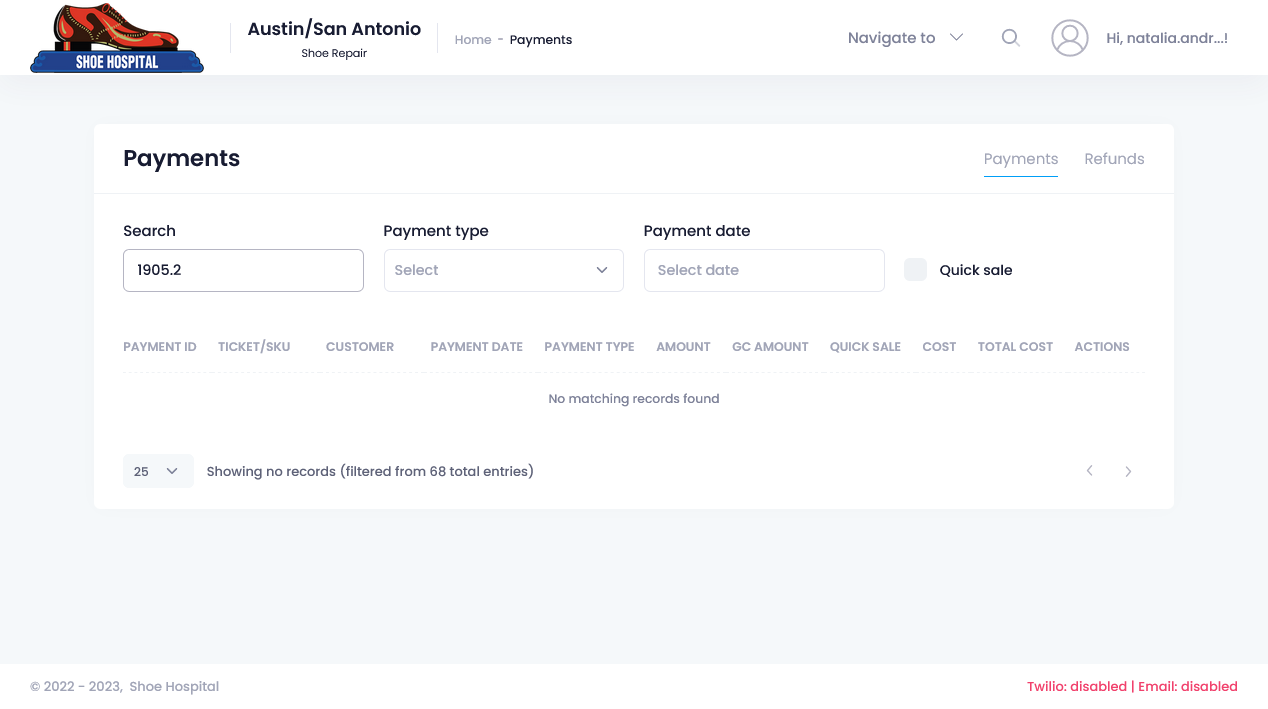 SHOE HOSPITAL
Austin/San Antonio
Shoe Repair
Home - Payments
Navigate to
Hi, natalia.andr...!
Payments
Payments Refunds
Search Payment type Payment date
1905.2 Select Select date Quick sale
PAYMENT ID TICKET/SKU CUSTOMER PAYMENT DATE PAYMENT TYPE AMOUNT GC AMOUNT QUICK SALE COST TOTAL COST ACTIONS
No matching records found
25 Showing no records (filtered from 68 total entries)
© 2022 - 2023, Shoe Hospital
Twilio: disabled | Email: disabled